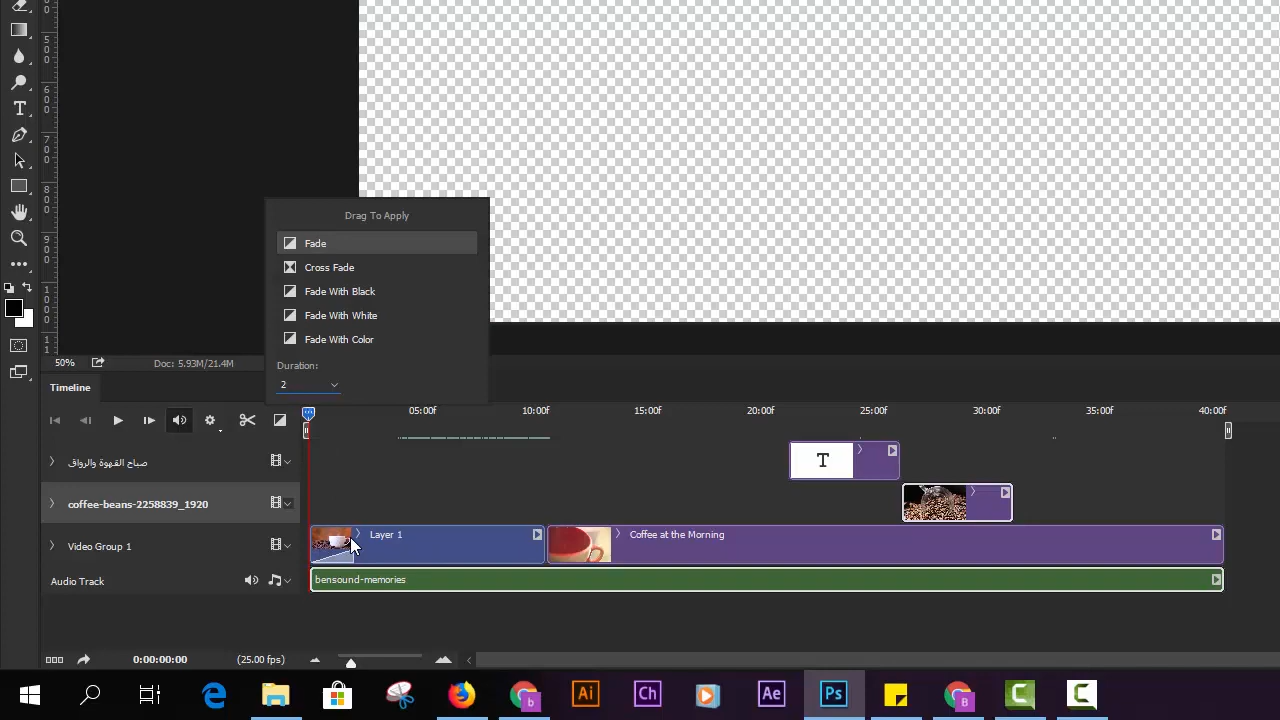 Drag To Apply
Fade
Cross Fade
Fade With Black
Fade With White
Fade With Color
Duration:
2
50%
Doc: 5.93M/21.4M
Timeline
05:00f 10:00f 15:00f 20:00f 25:00f 30:00f 35:00f 40:00f
صباح القهوة والرواق
T
coffee-beans-2258839_1920
Video Group 1
Layer 1
Coffee at the Morning
Audio Track
bensound-memories
0:00:00:00
(25.00 fps)
Ai
Ch
Ae
Ps
b
B
C
C